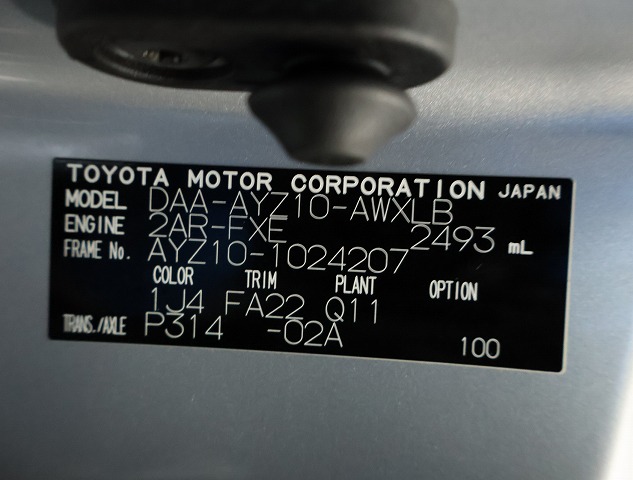 TOYOTA MOTOR CORPORATION JAPAN
MODEL DAA-AYZ10-AWXLB
ENGINE 2AR-FXE 2493 mL
FRAME No. AYZ10-1024207
COLOR TRIM PLANT OPTION
1J4 FA22 Q11
TRANS./AXLE P314 -02A 100